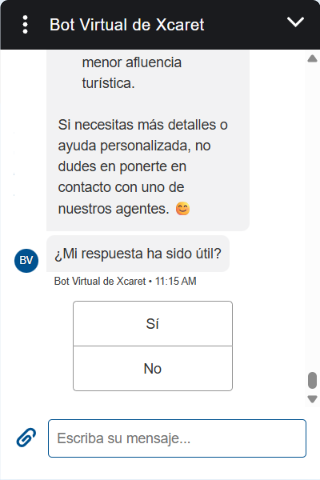 Bot Virtual de Xcaret
menor afluencia
turística.
Si necesitas más detalles o
ayuda personalizada, no
dudes en ponerte en
contacto con uno de
nuestros agentes. 😊
¿Mi respuesta ha sido útil?
BV
Bot Virtual de Xcaret • 11:15 AM
Sí
No
Escriba su mensaje...